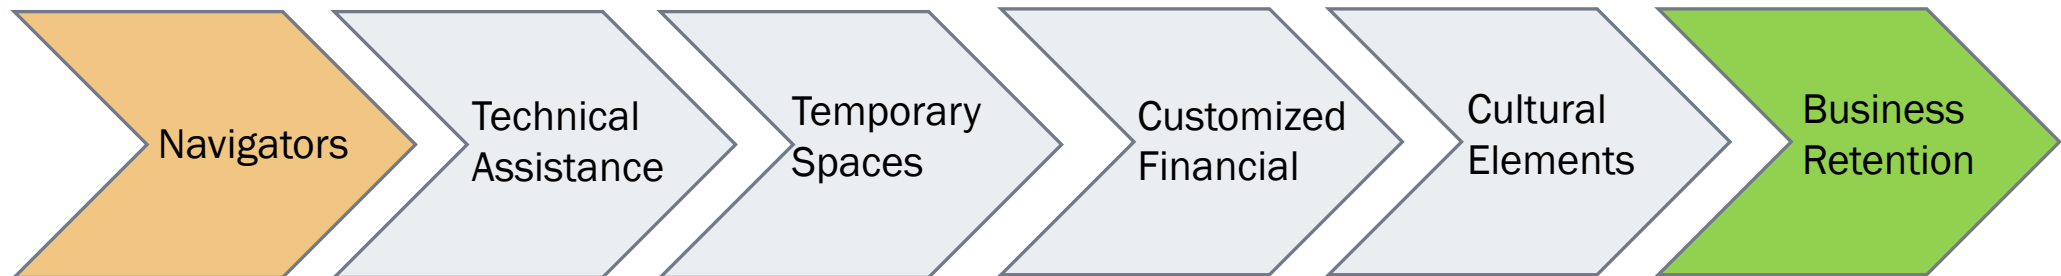 Navigators
Technical
Assistance
Temporary
Spaces
Customized
Financial
Cultural
Elements
Business
Retention